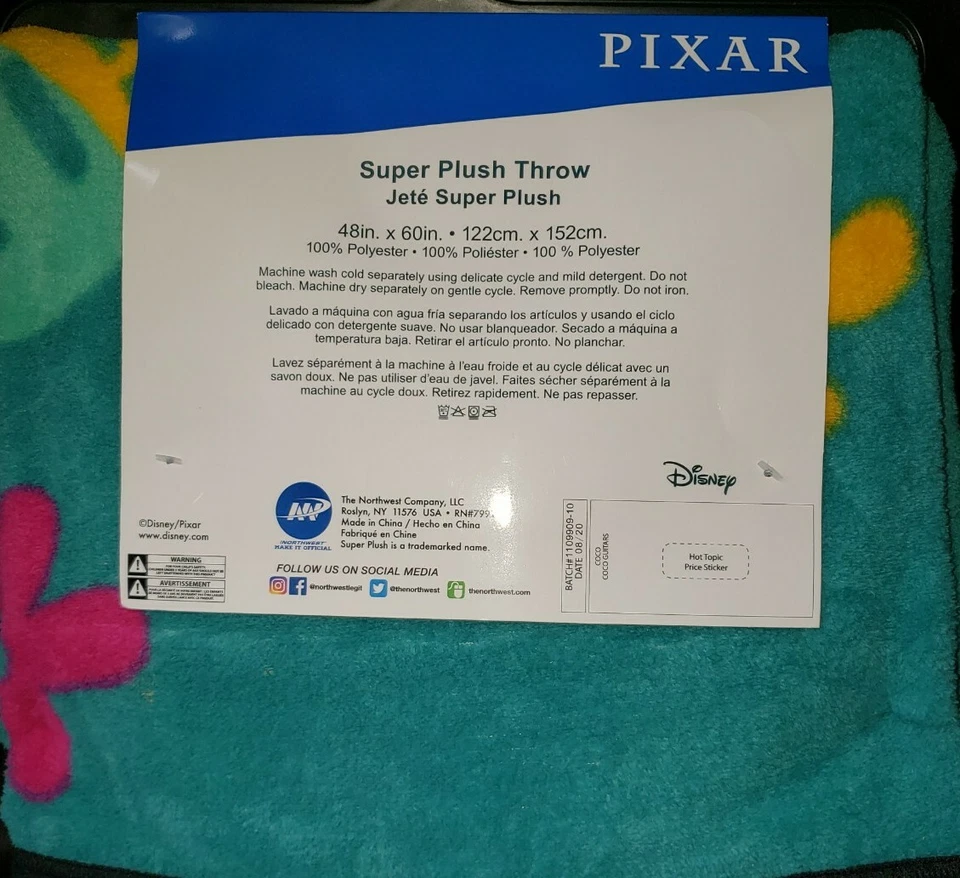 PIXAR
Super Plush Throw
Jeté Super Plush
48in. x 60in. • 122cm. x 152cm.
100% Polyester • 100% Poliéster • 100 % Polyester
Machine wash cold separately using delicate cycle and mild detergent. Do not
bleach. Machine dry separately on gentle cycle. Remove promptly. Do not iron.
Lavado a máquina con agua fría separando los artículos y usando el ciclo
delicado con detergente suave. No usar blanqueador. Secado a máquina a
temperatura baja. Retirar el artículo pronto. No planchar.
Lavez séparément à la machine à l'eau froide et au cycle délicat avec un
savon doux. Ne pas utiliser d'eau de javel. Faites sécher séparément à la
machine au cycle doux. Retirez rapidement. Ne pas repasser.
Disney
©Disney/Pixar
www.disney.com
NORTHWEST
MAKE IT OFFICIAL
The Northwest Company, LLC
Roslyn, NY 11576 USA • RN#799
Made in China / Hecho en China
Fabriqué en Chine
Super Plush is a trademarked name.
WARNING
AVERTISSEMENT
FOLLOW US ON SOCIAL MEDIA
@northwestlegit
@thenorthwest
thenorthwest.com
BATCH#1109909-10
DATE 08/20
COCO
COCO GUITARS
Hot Topic
Price Sticker